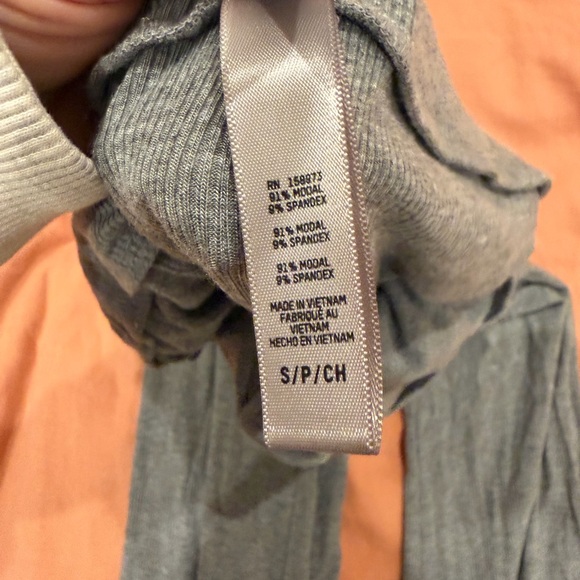 RN 159973
91% MODAL
9% SPANDEX
91% MODAL
9% SPANDEX
91% MODAL
9% SPANDEX
MADE IN VIETNAM
FABRIQUÉ AU
VIETNAM
HECHO EN VIETNAM
S/P/CH